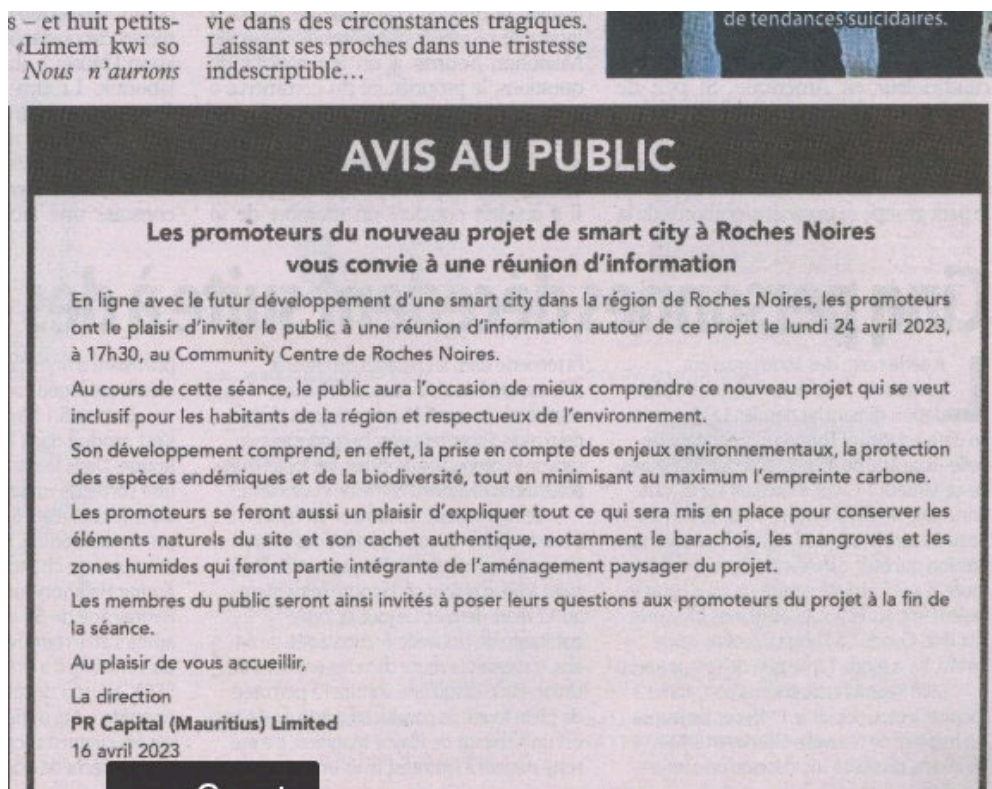 s – et huit petits-
«Limem kwi so
Nous n'aurions
vie dans des circonstances tragiques.
Laissant ses proches dans une tristesse
indescriptible…
de tendances suicidaires.
AVIS AU PUBLIC
Les promoteurs du nouveau projet de smart city à Roches Noires
vous convie à une réunion d'information
En ligne avec le futur développement d'une smart city dans la région de Roches Noires, les promoteurs
ont le plaisir d'inviter le public à une réunion d'information autour de ce projet le lundi 24 avril 2023,
à 17h30, au Community Centre de Roches Noires.
Au cours de cette séance, le public aura l'occasion de mieux comprendre ce nouveau projet qui se veut
inclusif pour les habitants de la région et respectueux de l'environnement.
Son développement comprend, en effet, la prise en compte des enjeux environnementaux, la protection
des espèces endémiques et de la biodiversité, tout en minimisant au maximum l'empreinte carbone.
Les promoteurs se feront aussi un plaisir d'expliquer tout ce qui sera mis en place pour conserver les
éléments naturels du site et son cachet authentique, notamment le barachois, les mangroves et les
zones humides qui feront partie intégrante de l'aménagement paysager du projet.
Les membres du public seront ainsi invités à poser leurs questions aux promoteurs du projet à la fin de
la séance.
Au plaisir de vous accueillir,
La direction
PR Capital (Mauritius) Limited
16 avril 2023